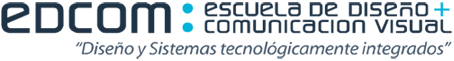 edcom: escuela de diseño +
comunicacion visual
"Diseño y Sistemas tecnológicamente integrados"